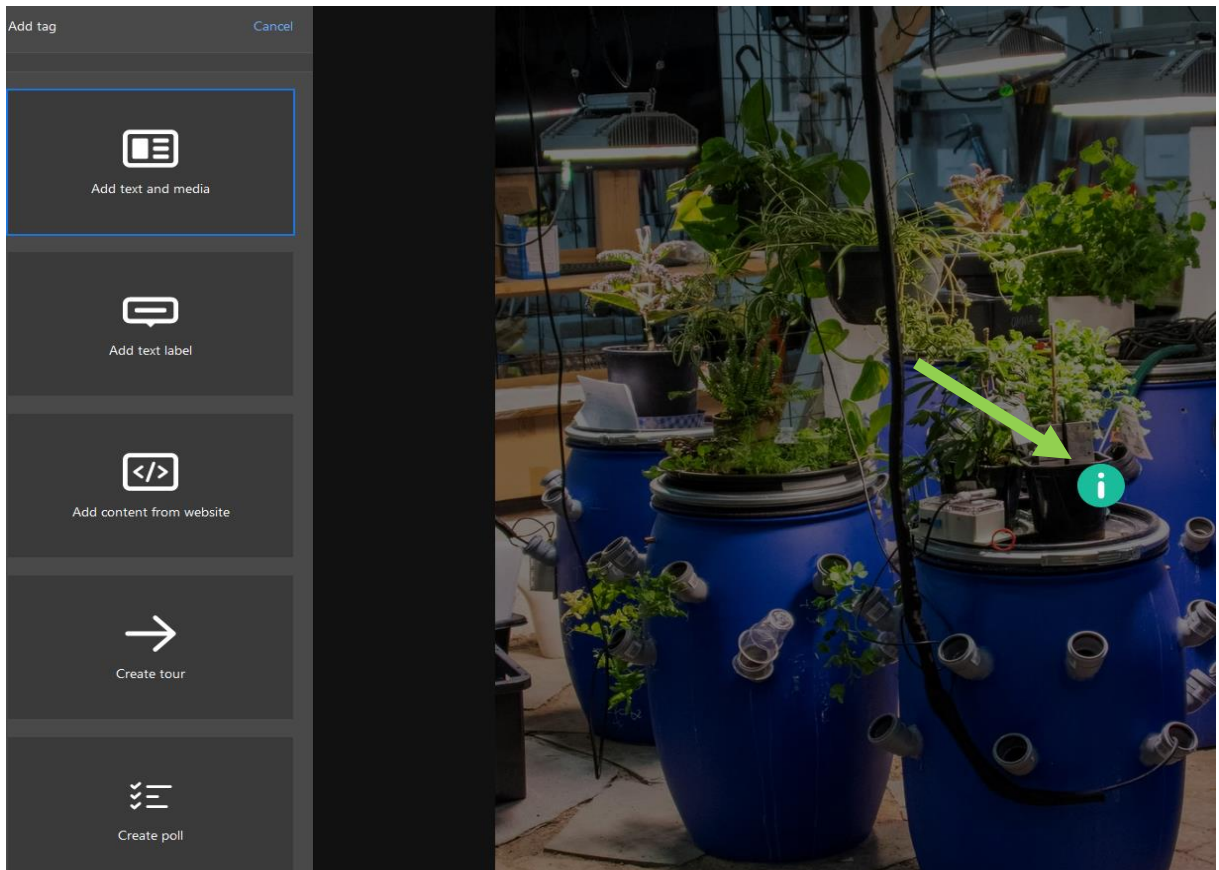 Add tag
Cancel
Add text and media
Add text label
</>
Add content from website
Create tour
Create poll
i